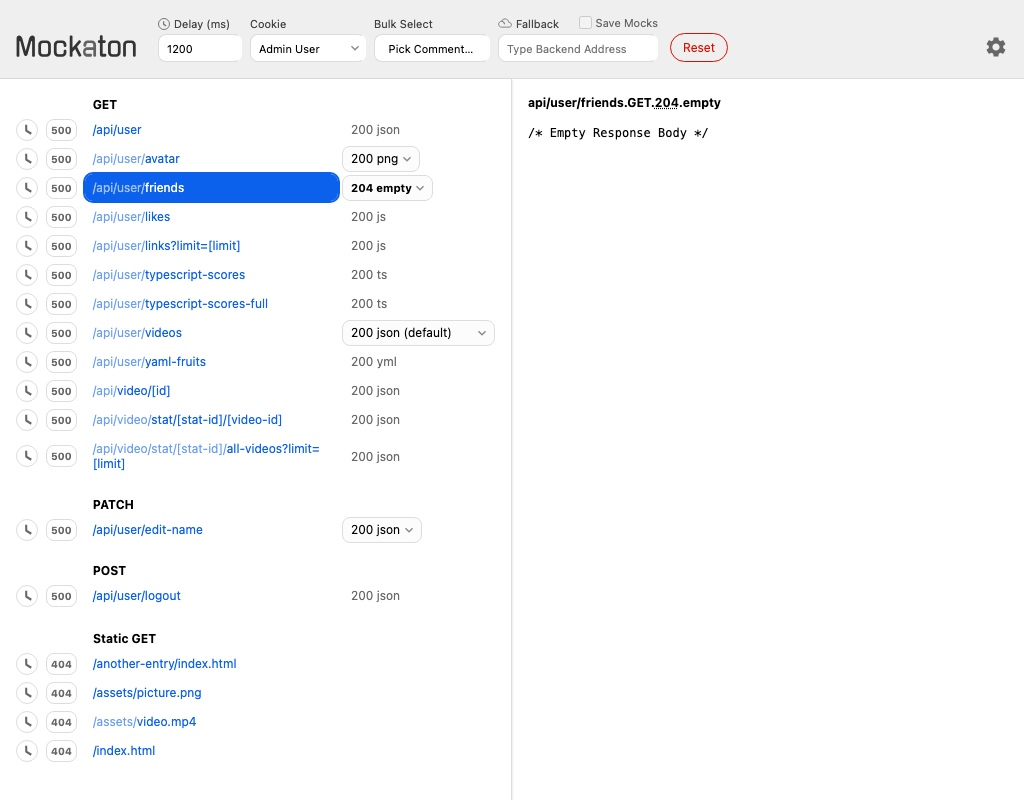 Mockaton
Delay (ms)
1200
Cookie
Admin User
Bulk Select
Pick Comment...
Fallback
Save Mocks
Type Backend Address
Reset
GET
500 /api/user 200 json
500 /api/user/avatar 200 png
500 /api/user/friends 204 empty
500 /api/user/likes 200 js
500 /api/user/links?limit=[limit] 200 js
500 /api/user/typescript-scores 200 ts
500 /api/user/typescript-scores-full 200 ts
500 /api/user/videos 200 json (default)
500 /api/user/yaml-fruits 200 yml
500 /api/video/[id] 200 json
500 /api/video/stat/[stat-id]/[video-id] 200 json
500 /api/video/stat/[stat-id]/all-videos?limit=
[limit] 200 json
PATCH
500 /api/user/edit-name 200 json
POST
500 /api/user/logout 200 json
Static GET
404 /another-entry/index.html
404 /assets/picture.png
404 /assets/video.mp4
404 /index.html
api/user/friends.GET.204.empty
/* Empty Response Body */